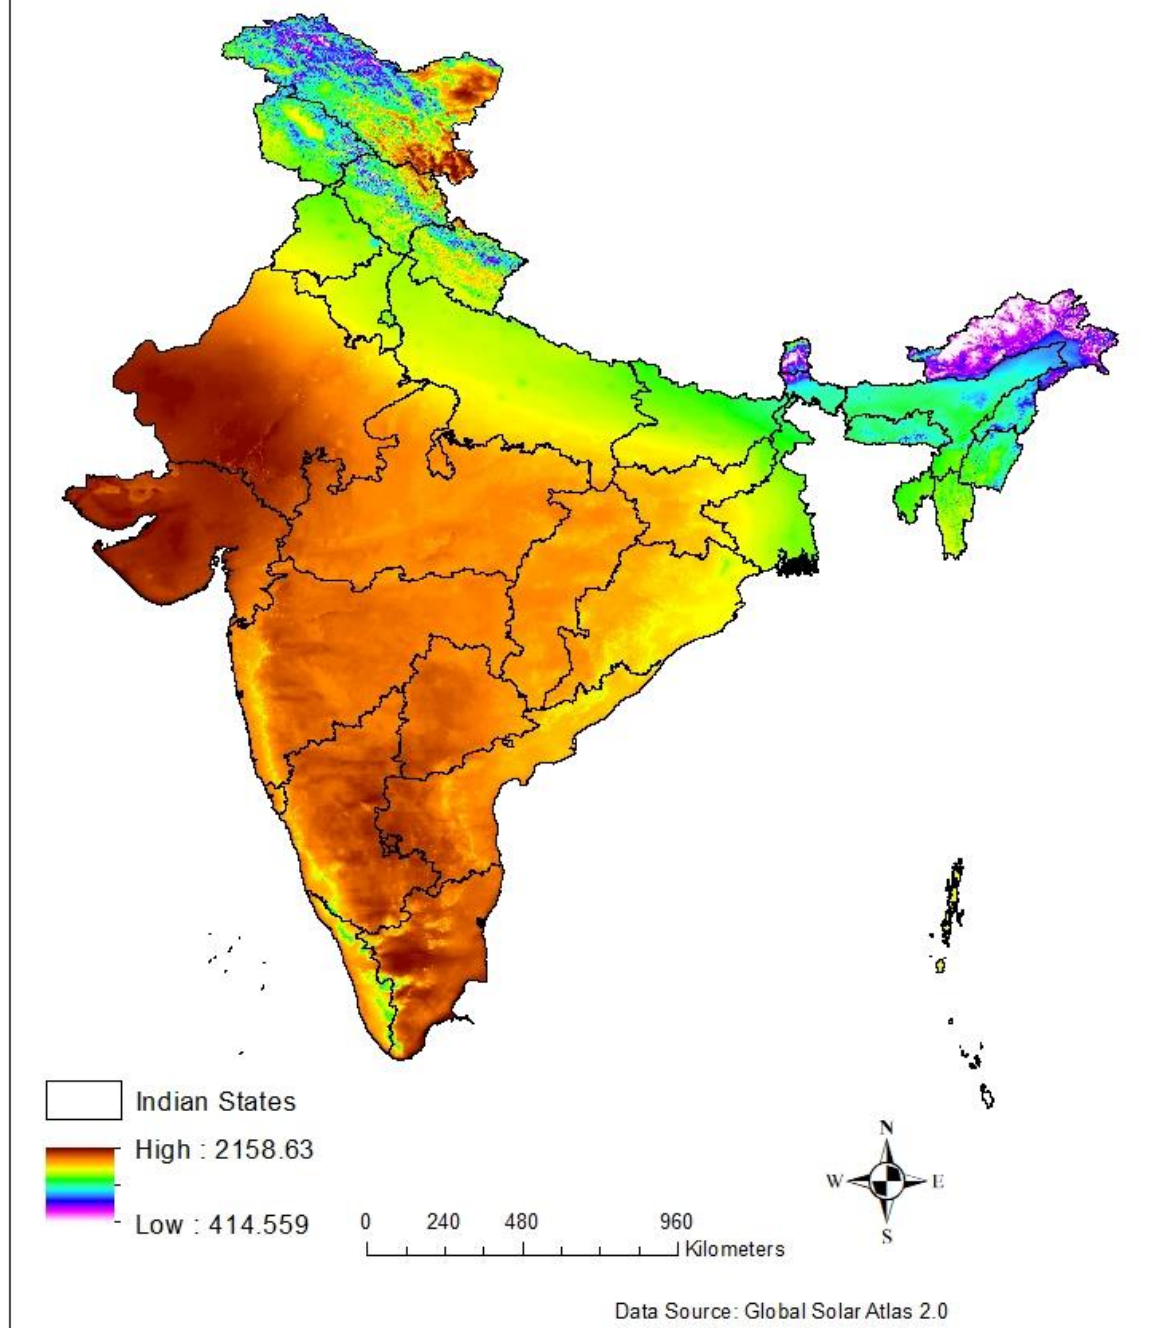 Indian States
High : 2158.63
Low : 414.559
0 240 480 960
Kilometers
N
W E
S
Data Source: Global Solar Atlas 2.0